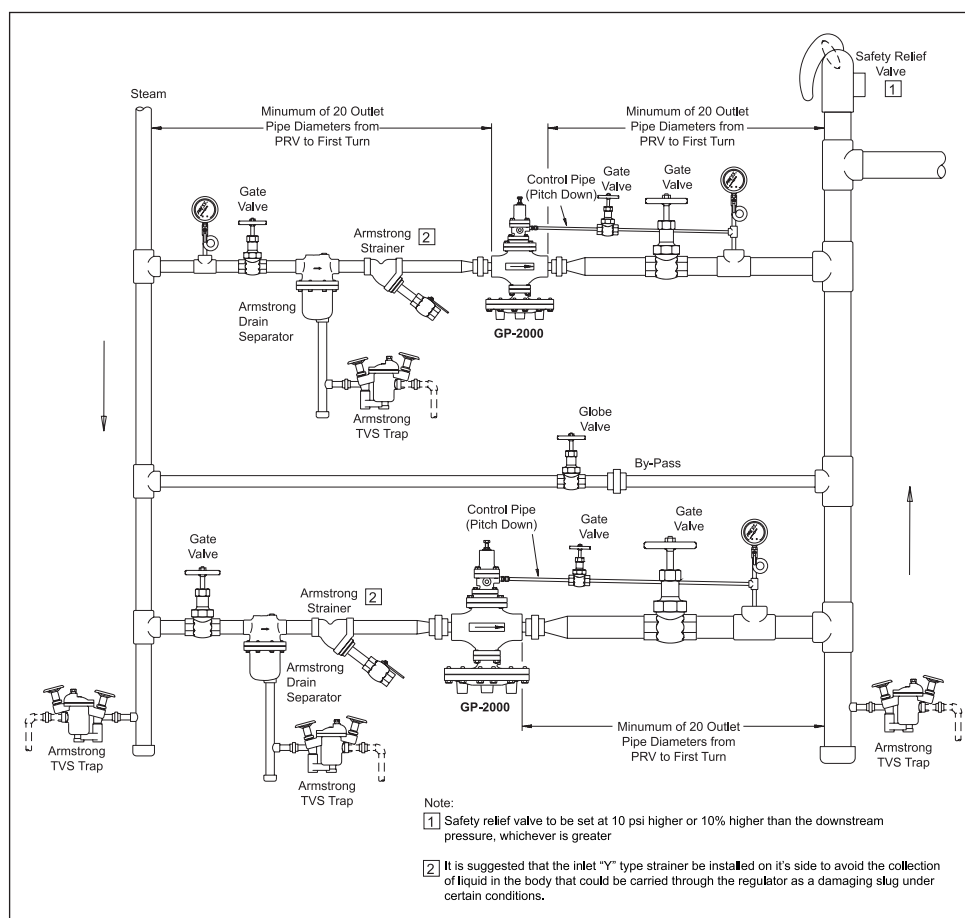 Safety Relief
Valve
1
Steam
Minumum of 20 Outlet
Pipe Diameters from
PRV to First Turn
Minumum of 20 Outlet
Pipe Diameters from
PRV to First Turn
Control Pipe
(Pitch Down)
Gate
Valve
Gate
Valve
Gate
Valve
Armstrong
Strainer
2
Armstrong
Drain
Separator
GP-2000
Armstrong
TVS Trap
Globe
Valve
By-Pass
Control Pipe
(Pitch Down)
Gate
Valve
Gate
Valve
Gate
Valve
Armstrong
Strainer
2
Armstrong
Drain
Separator
GP-2000
Armstrong
TVS Trap
Armstrong
TVS Trap
Minumum of 20 Outlet
Pipe Diameters from
PRV to First Turn
Armstrong
TVS Trap
Note:
1 Safety relief valve to be set at 10 psi higher or 10% higher than the downstream
pressure, whichever is greater
2 It is suggested that the inlet “Y” type strainer be installed on it’s side to avoid the collection
of liquid in the body that could be carried through the regulator as a damaging slug under
certain conditions.